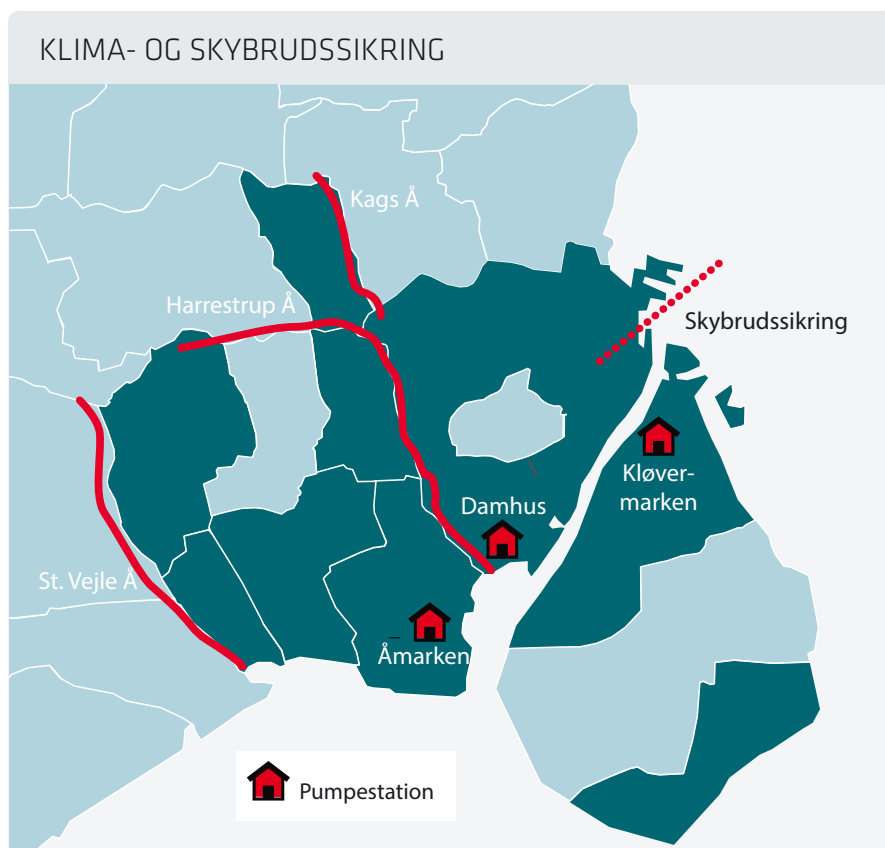 KLIMA- OG SKYBRUDSSIKRING
Kags Å
Harrestrup Å
Skybrudssikring
Kløver-
marken
Damhus
St. Vejle Å
Åmarken
Pumpestation